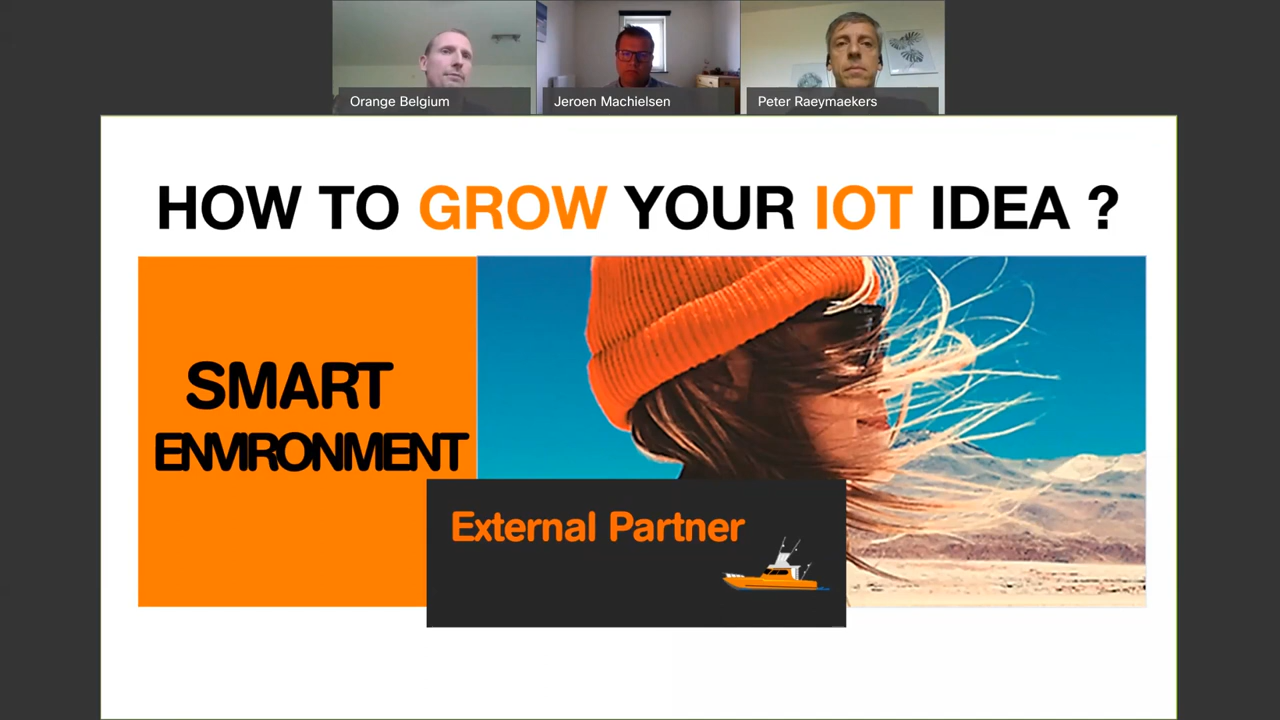 Orange Belgium
Jeroen Machielsen
Peter Raeymaekers
HOW TO GROW YOUR IOT IDEA ?
SMART
ENVIRONMENT
External Partner